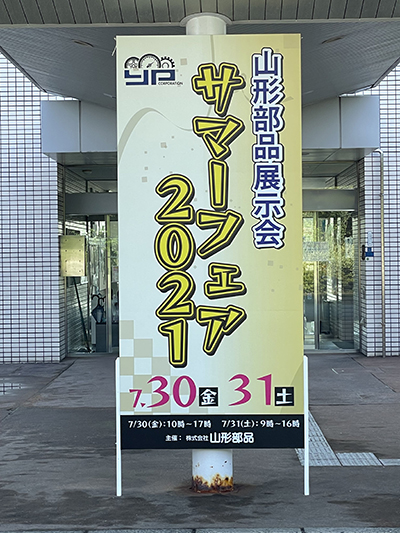 YP
CORPORATION
山形部品展示会
サマーフェア
2021
7.30金 31土
7/30(金):10時〜17時 7/31(土):9時〜16時
主催:株式会社山形部品